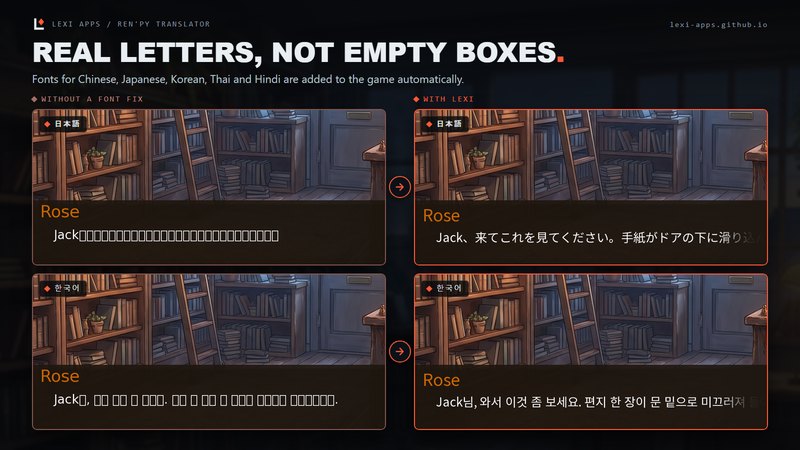 LEXI APPS / REN'PY TRANSLATOR
lexi-apps.github.io
REAL LETTERS, NOT EMPTY BOXES.
Fonts for Chinese, Japanese, Korean, Thai and Hindi are added to the game automatically.
WITHOUT A FONT FIX
WITH LEXI
日本語
Rose
Jack▯▯▯▯▯▯▯▯▯▯▯▯▯▯▯▯▯▯▯▯▯▯▯▯▯
日本語
Rose
Jack、来てこれを見てください。手紙がドアの下に滑り込
한국어
Rose
Jack▯, ▯▯ ▯▯ ▯ ▯▯▯. ▯▯ ▯ ▯▯ ▯ ▯▯▯ ▯▯▯▯ ▯▯▯▯▯▯.
한국어
Rose
Jack님, 와서 이것 좀 보세요. 편지 한 장이 문 밑으로 미끄러져